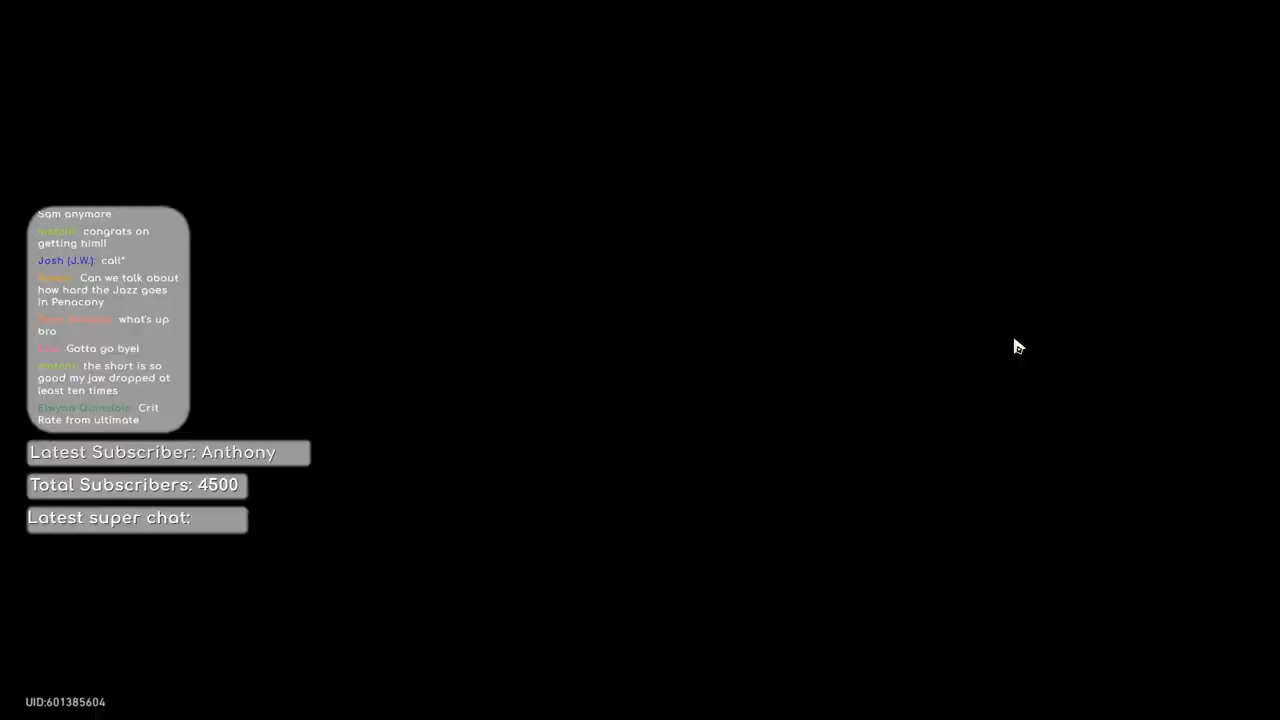 Sam anymore
congrats on
getting him!!
Josh (J.W.): call*
Can we talk about
how hard the Jazz goes
in Penacony
what's up
bro
Gotta go bye!
the short is so
good my jaw dropped at
least ten times
Elwynn Crit
Rate from ultimate
Latest Subscriber: Anthony
Total Subscribers: 4500
Latest super chat:
UID:601385604